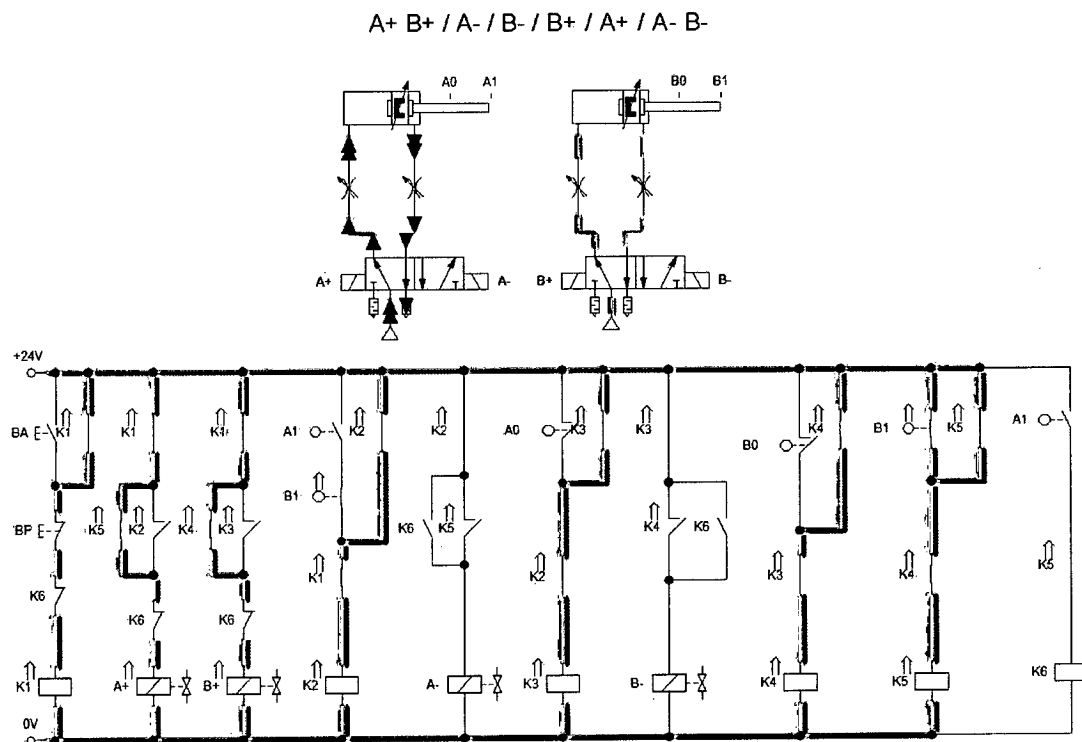 A+ B+ / A- / B- / B+ / A+ / A- B-
A0 A1 B0 B1
A+ A- B+ B-
+24V
BA K1 K1 K1 A1 K2 K2 A0 K3 K3 B0 K4 B1 K5 A1
BP K5 K2 K4 K3 B1 K6 K5 K4 K6
K6 K6 K6 K1 K2 K3 K4 K5
K1 A+ B+ K2 A- K3 B- K4 K5 K6
0V